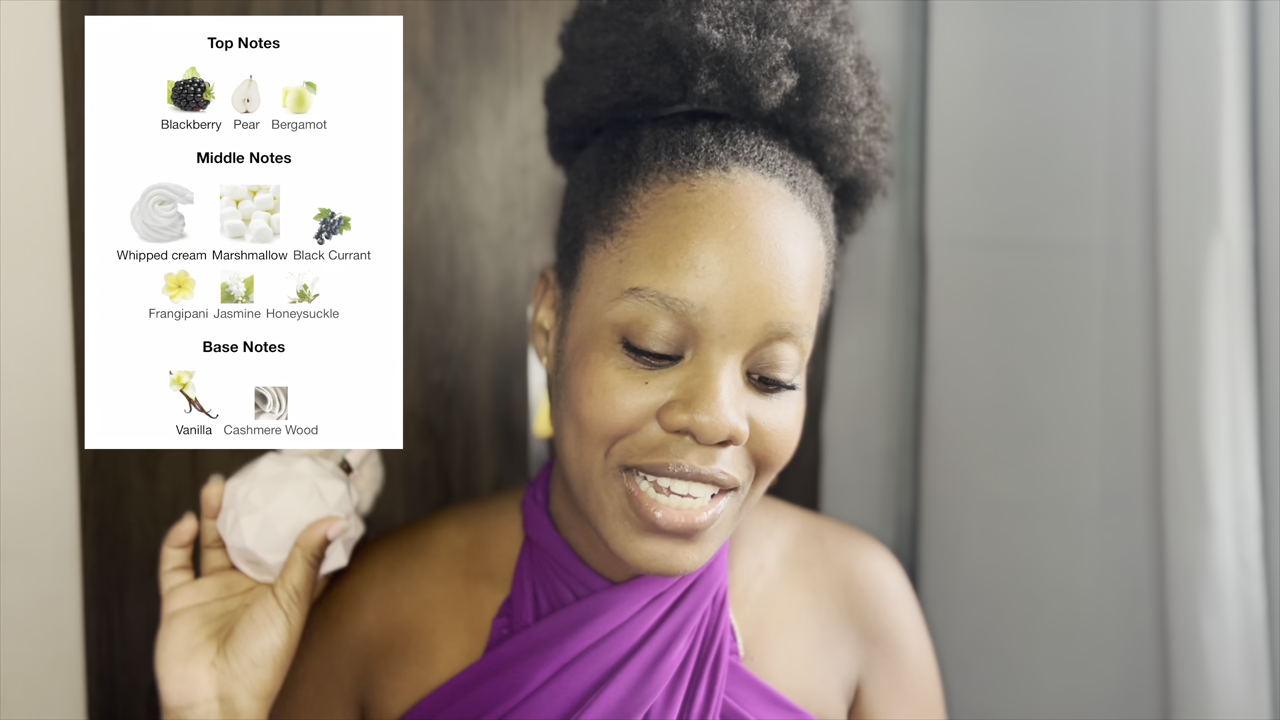 Top Notes
Blackberry Pear Bergamot
Middle Notes
Whipped cream Marshmallow Black Currant
Frangipani Jasmine Honeysuckle
Base Notes
Vanilla Cashmere Wood